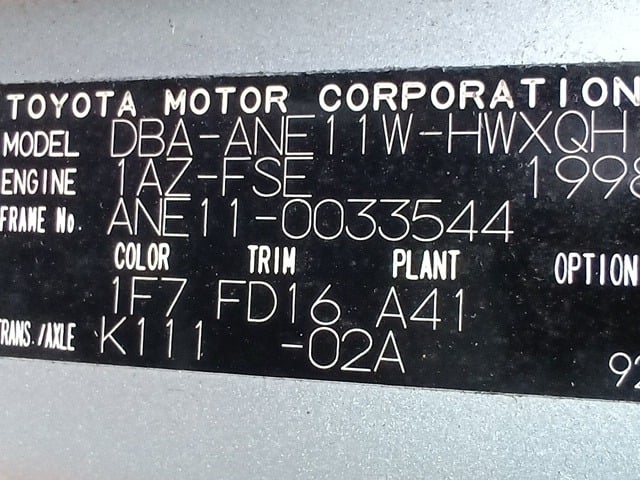 TOYOTA MOTOR CORPORATION
MODEL DBA-ANE11W-HWXQH
ENGINE 1AZ-FSE 1998
FRAME No. ANE11-0033544
COLOR TRIM PLANT OPTION
1F7 FD16 A41
TRANS./AXLE K111 -02A
92